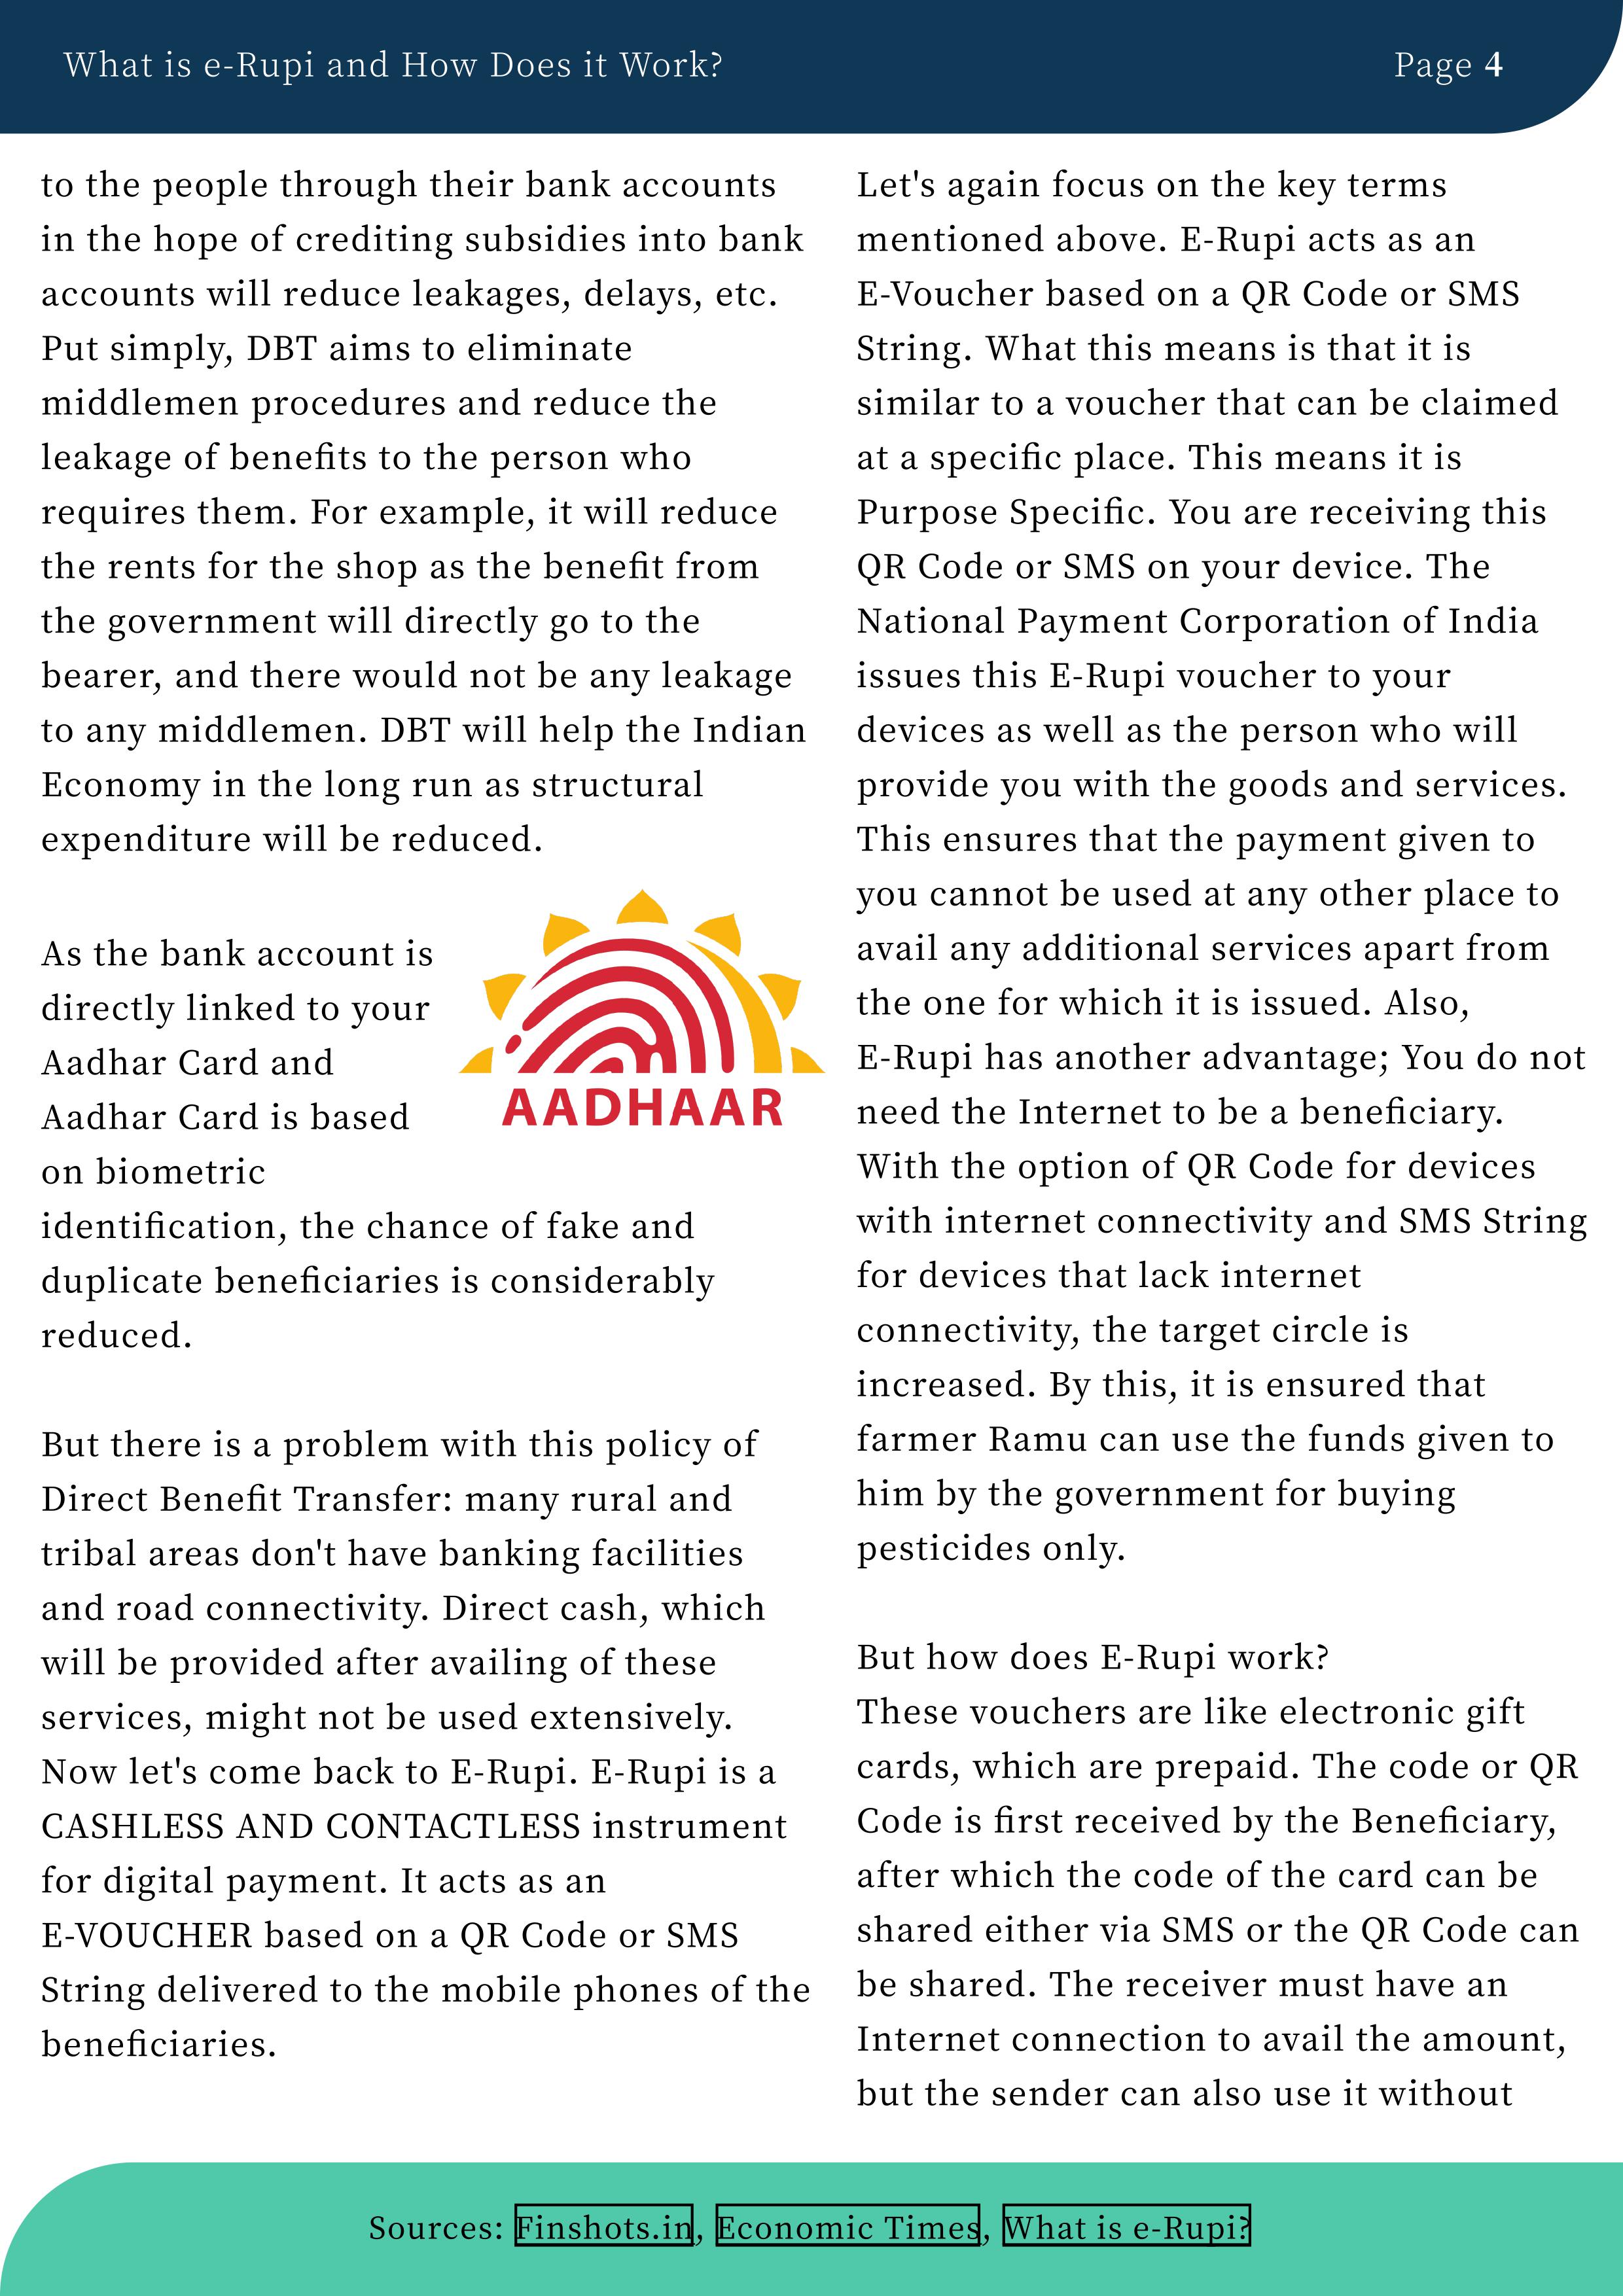 What is e-Rupi and How Does it Work?
Page 4
to the people through their bank accounts
in the hope of crediting subsidies into bank
accounts will reduce leakages, delays, etc.
Put simply, DBT aims to eliminate
middlemen procedures and reduce the
leakage of benefits to the person who
requires them. For example, it will reduce
the rents for the shop as the benefit from
the government will directly go to the
bearer, and there would not be any leakage
to any middlemen. DBT will help the Indian
Economy in the long run as structural
expenditure will be reduced.
As the bank account is
directly linked to your
Aadhar Card and
Aadhar Card is based
on biometric
identification, the chance of fake and
duplicate beneficiaries is considerably
reduced.
AADHAAR
But there is a problem with this policy of
Direct Benefit Transfer: many rural and
tribal areas don't have banking facilities
and road connectivity. Direct cash, which
will be provided after availing of these
services, might not be used extensively.
Now let's come back to E-Rupi. E-Rupi is a
CASHLESS AND CONTACTLESS instrument
for digital payment. It acts as an
E-VOUCHER based on a QR Code or SMS
String delivered to the mobile phones of the
beneficiaries.
Let's again focus on the key terms
mentioned above. E-Rupi acts as an
E-Voucher based on a QR Code or SMS
String. What this means is that it is
similar to a voucher that can be claimed
at a specific place. This means it is
Purpose Specific. You are receiving this
QR Code or SMS on your device. The
National Payment Corporation of India
issues this E-Rupi voucher to your
devices as well as the person who will
provide you with the goods and services.
This ensures that the payment given to
you cannot be used at any other place to
avail any additional services apart from
the one for which it is issued. Also,
E-Rupi has another advantage; You do not
need the Internet to be a beneficiary.
With the option of QR Code for devices
with internet connectivity and SMS String
for devices that lack internet
connectivity, the target circle is
increased. By this, it is ensured that
farmer Ramu can use the funds given to
him by the government for buying
pesticides only.
But how does E-Rupi work?
These vouchers are like electronic gift
cards, which are prepaid. The code or QR
Code is first received by the Beneficiary,
after which the code of the card can be
shared either via SMS or the QR Code can
be shared. The receiver must have an
Internet connection to avail the amount,
but the sender can also use it without
Sources: Finshots.in, Economic Times, What is e-Rupi?